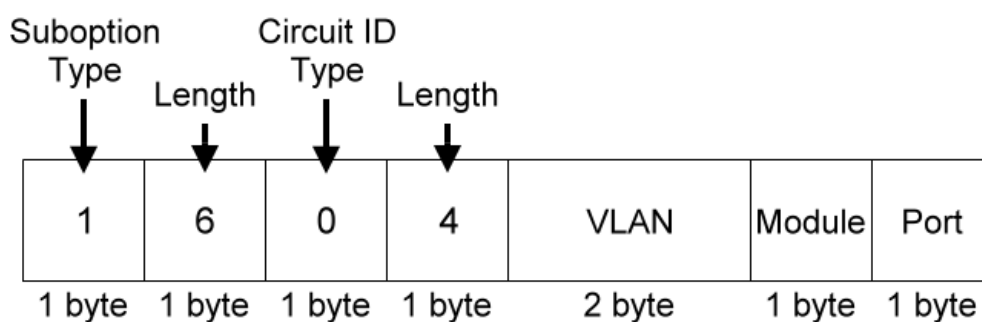 Suboption Type
Length
Circuit ID Type
Length
1 6 0 4 VLAN Module Port
1 byte 1 byte 1 byte 1 byte 2 byte 1 byte 1 byte